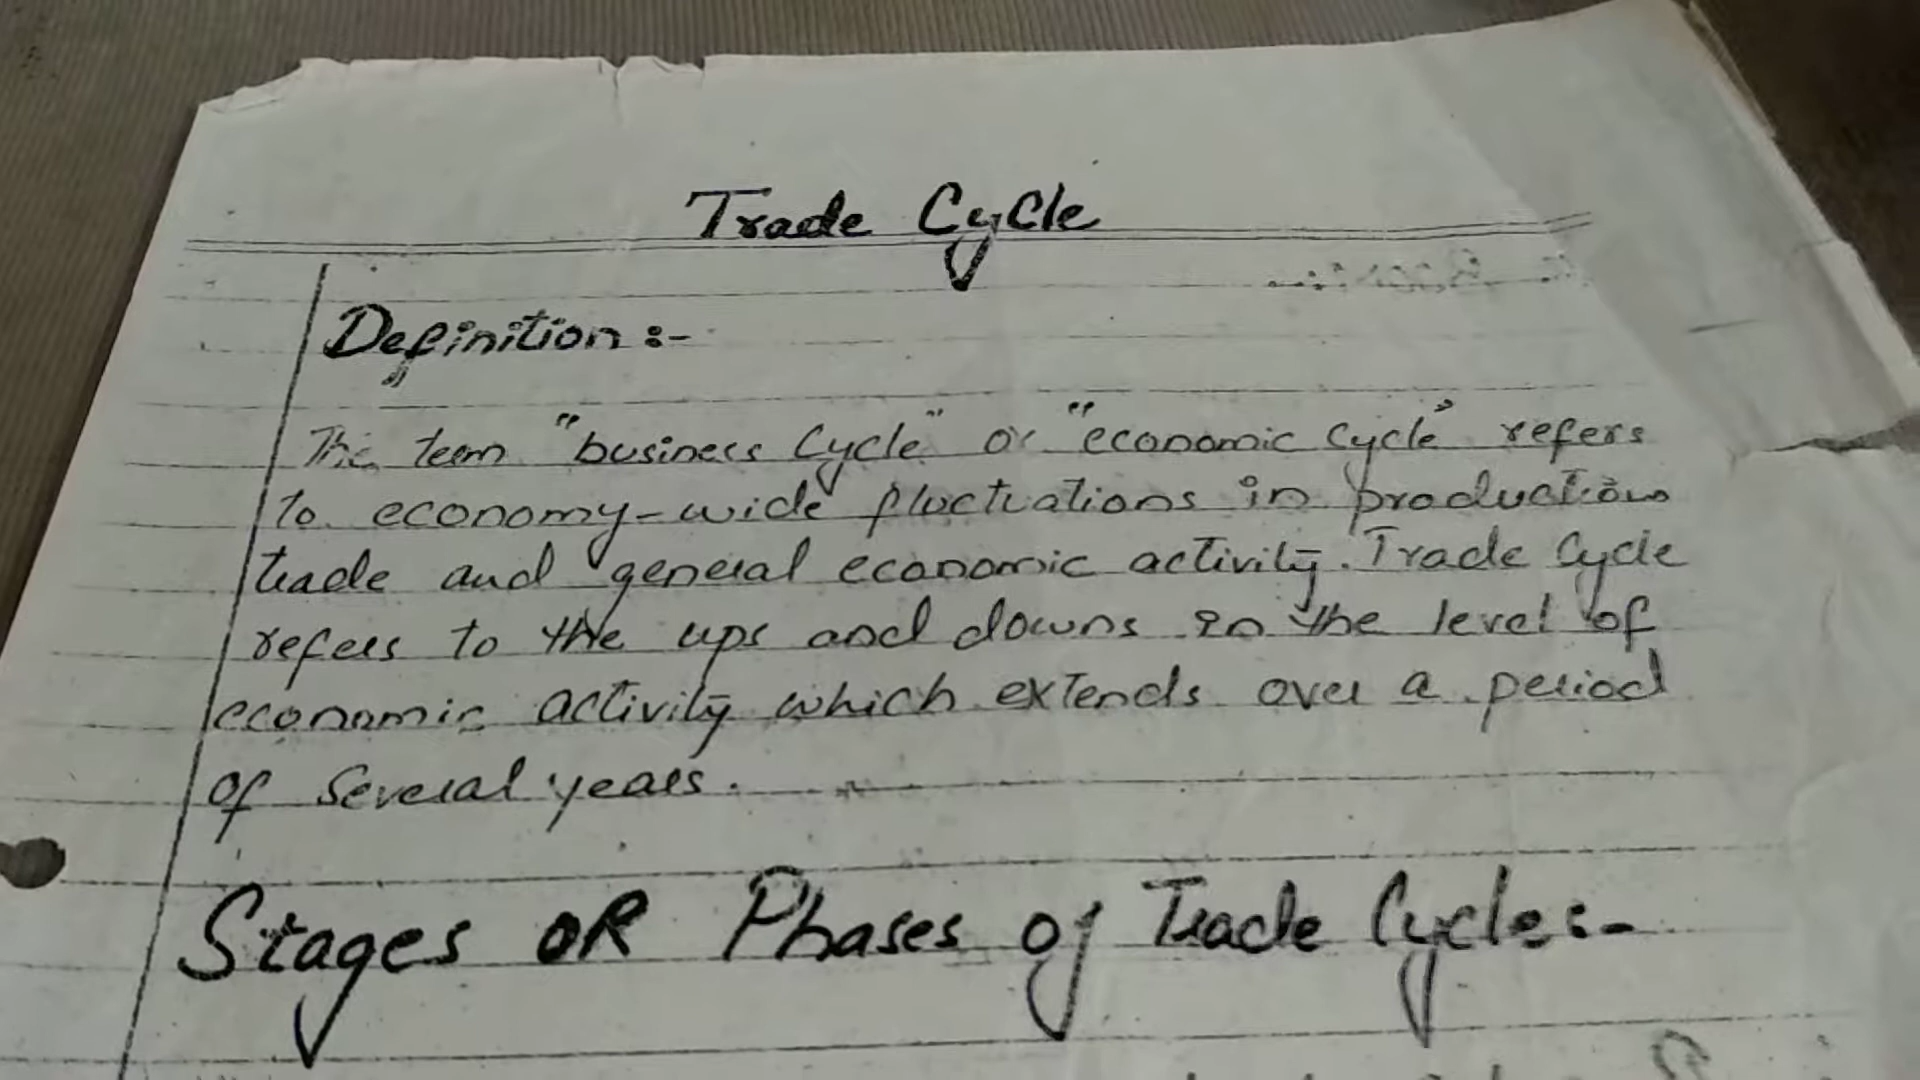 Trade Cycle
Definition :-
The term "business Cycle" or "economic Cycle" refers
to economy-wide fluctuations in production
trade and general economic activity. Trade Cycle
refers to the ups and downs in the level of
economic activity which extends over a period
of Several years.
Stages OR Phases of Trade Cycle:-